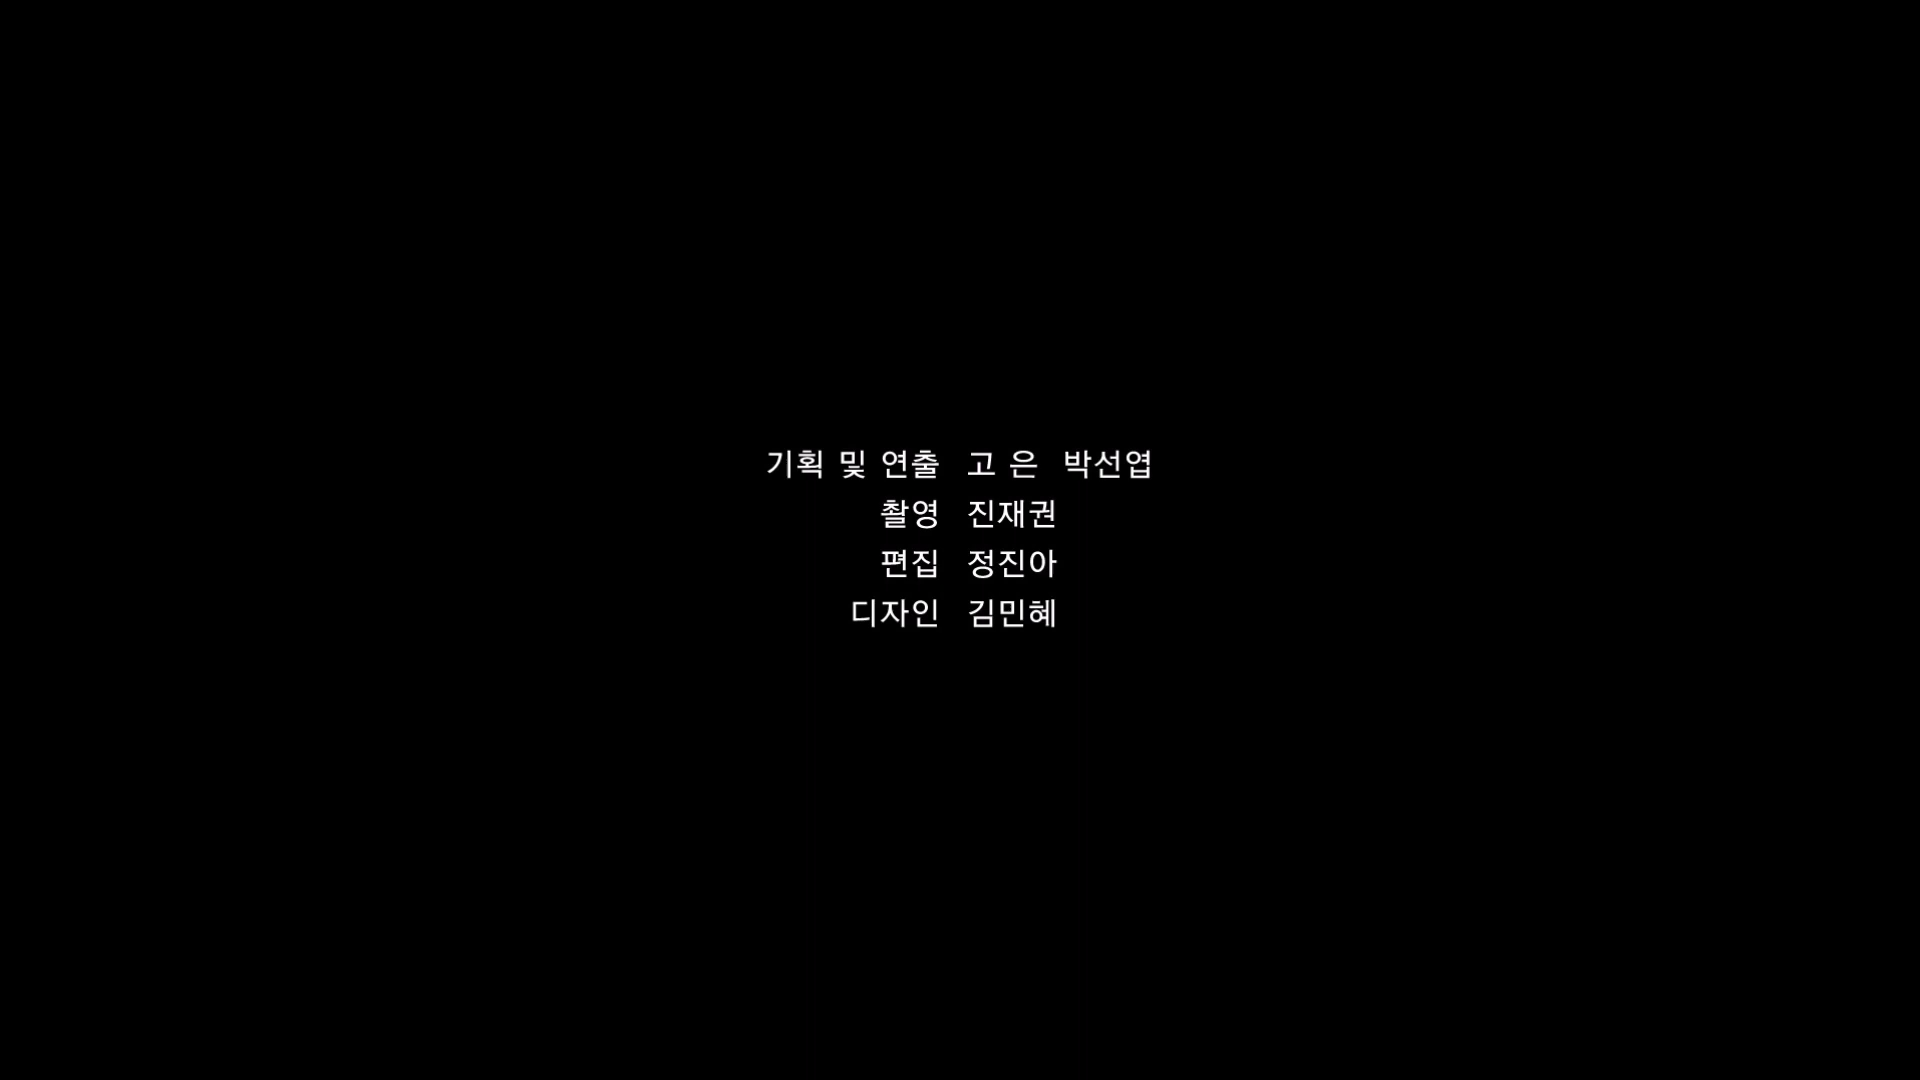 기획 및 연출 고 은 박선엽
촬영 진재권
편집 정진아
디자인 김민혜